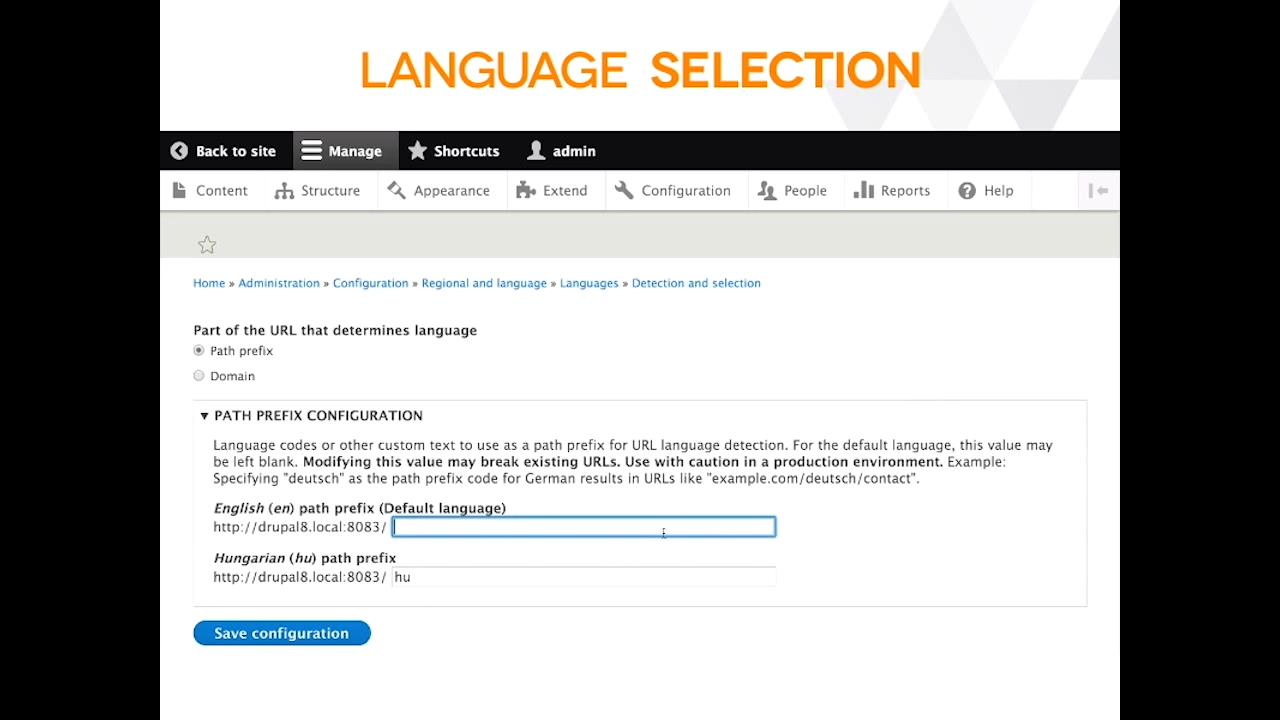 LANGUAGE SELECTION
Back to site Manage Shortcuts admin
Content Structure Appearance Extend Configuration People Reports Help
Home » Administration » Configuration » Regional and language » Languages » Detection and selection
Part of the URL that determines language
Path prefix
Domain
▼ PATH PREFIX CONFIGURATION
Language codes or other custom text to use as a path prefix for URL language detection. For the default language, this value may
be left blank. Modifying this value may break existing URLs. Use with caution in a production environment. Example:
Specifying "deutsch" as the path prefix code for German results in URLs like "example.com/deutsch/contact".
English (en) path prefix (Default language)
http://drupal8.local:8083/
Hungarian (hu) path prefix
http://drupal8.local:8083/ hu
Save configuration